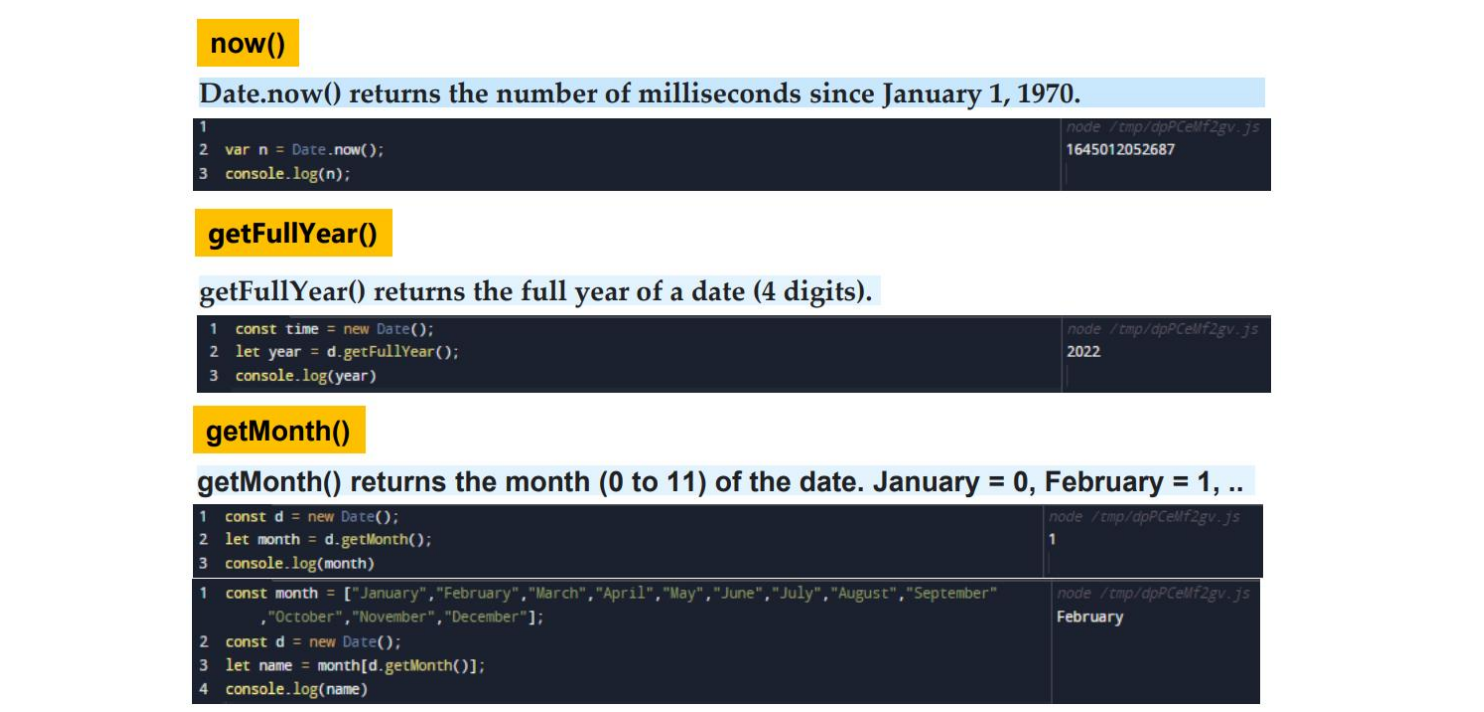 now()
Date.now() returns the number of milliseconds since January 1, 1970.
1 node /tmp/dpPCeMf2gv.js
2 var n = Date.now(); 1645012052687
3 console.log(n);
getFullYear()
getFullYear() returns the full year of a date (4 digits).
1 const time = new Date(); node /tmp/dpPCeMf2gv.js
2 let year = d.getFullYear(); 2022
3 console.log(year)
getMonth()
getMonth() returns the month (0 to 11) of the date. January = 0, February = 1, ..
1 const d = new Date(); node /tmp/dpPCeMf2gv.js
2 let month = d.getMonth(); 1
3 console.log(month)
1 const month = ["January","February","March","April","May","June","July","August","September" node /tmp/dpPCeMf2gv.js
,"October","November","December"]; February
2 const d = new Date();
3 let name = month[d.getMonth()];
4 console.log(name)